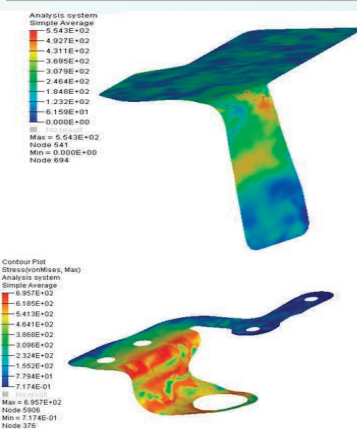 Analysis system
Simple Average
5.543E+02
4.927E+02
4.311E+02
3.695E+02
3.079E+02
2.464E+02
1.848E+02
1.232E+02
6.159E+01
0.000E+00
No result
Max = 5.543E+02
Node 541
Min = 0.000E+00
Node 694
Contour Plot
Stress(vonMises, Max)
Analysis system
Simple Average
6.957E+02
6.185E+02
5.413E+02
4.641E+02
3.868E+02
3.096E+02
2.324E+02
1.552E+02
7.794E+01
7.174E-01
No result
Max = 6.957E+02
Node 5906
Min = 7.174E-01
Node 376